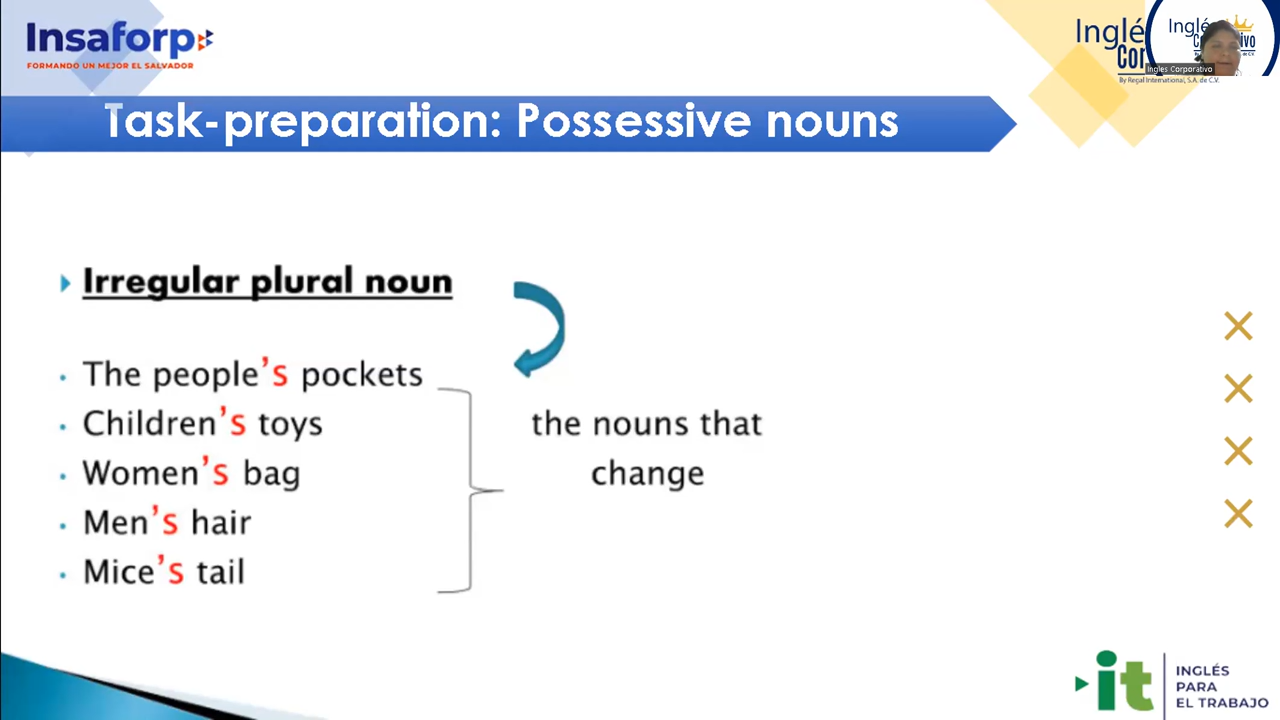 Insaforp
FORMANDO UN MEJOR EL SALVADOR
Inglé
Cor
By Regal International, S.A. de C.V.
Inglés Corporativo
Task-preparation: Possessive nouns
Irregular plural noun
The people's pockets
Children's toys
Women's bag
Men's hair
Mice's tail
the nouns that
change
it
INGLÉS
PARA
EL TRABAJO